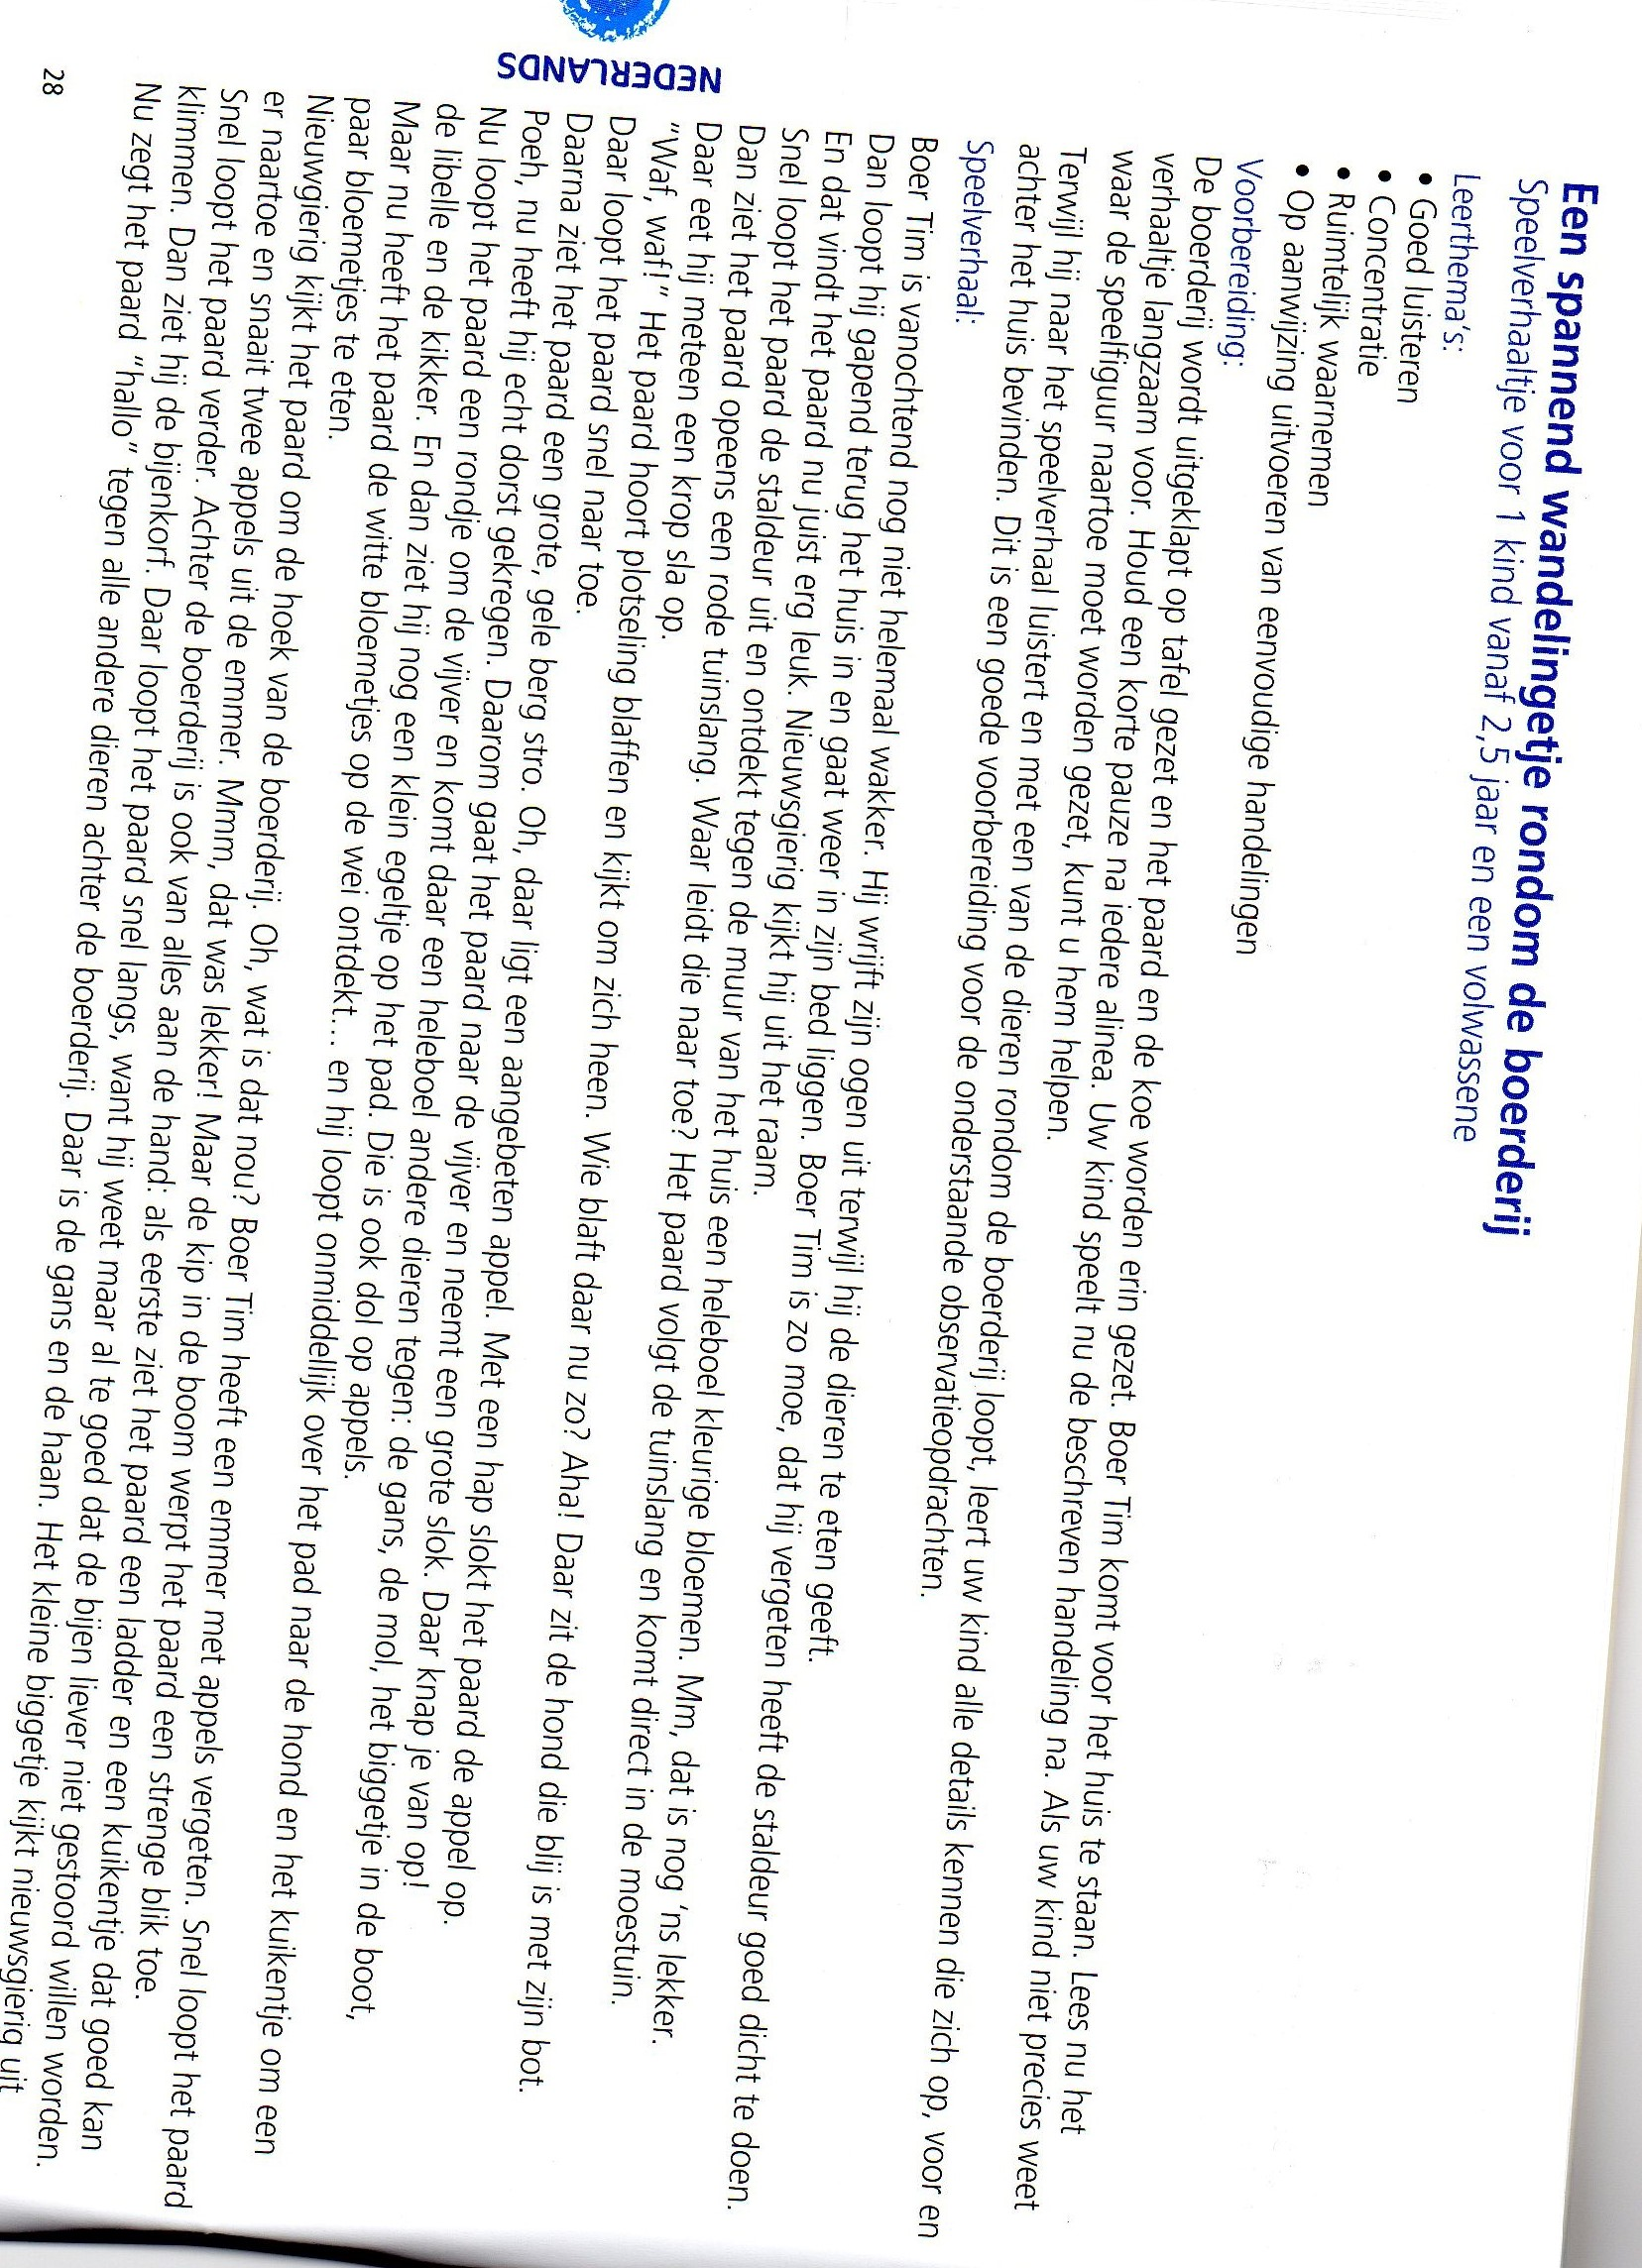 Een spannend wandelingetje rondom de boerderij
Speelverhaaltje voor 1 kind vanaf 2,5 jaar en een volwassene
Leerthema's:
• Goed luisteren
• Concentratie
• Ruimtelijk waarnemen
• Op aanwijzing uitvoeren van eenvoudige handelingen
Voorbereiding:
De boerderij wordt uitgeklapt op tafel gezet en het paard en de koe worden erin gezet. Boer Tim komt voor het huis te staan. Lees nu het
verhaaltje langzaam voor. Houd een korte pauze na iedere alinea. Uw kind speelt nu de beschreven handeling na. Als uw kind niet precies weet
waar de speelfiguur naartoe moet worden gezet, kunt u hem helpen.
Terwijl hij naar het speelverhaal luistert en met een van de dieren rondom de boerderij loopt, leert uw kind alle details kennen die zich op, voor en
achter het huis bevinden. Dit is een goede voorbereiding voor de onderstaande observatieopdrachten.
Speelverhaal:
Boer Tim is vanochtend nog niet helemaal wakker. Hij wrijft zijn ogen uit terwijl hij de dieren te eten geeft.
Dan loopt hij gapend terug het huis in en gaat weer in zijn bed liggen. Boer Tim is zo moe, dat hij vergeten heeft de staldeur goed dicht te doen.
En dat vindt het paard nu juist erg leuk. Nieuwsgierig kijkt hij uit het raam.
Snel loopt het paard de staldeur uit en ontdekt tegen de muur van het huis een heleboel kleurige bloemen. Mm, dat is nog 'ns lekker.
Dan ziet het paard opeens een rode tuinslang. Waar leidt die naar toe? Het paard volgt de tuinslang en komt direct in de moestuin.
Daar eet hij meteen een krop sla op.
"Waf, waf!" Het paard hoort plotseling blaffen en kijkt om zich heen. Wie blaft daar nu zo? Aha! Daar zit de hond die blij is met zijn bot.
Daar loopt het paard snel naar toe.
Daarna ziet het paard een grote, gele berg stro. Oh, daar ligt een aangebeten appel. Met een hap slokt het paard de appel op.
Poeh, nu heeft hij echt dorst gekregen. Daarom gaat het paard naar de vijver en neemt een grote slok. Daar knap je van op!
Nu loopt het paard een rondje om de vijver en komt daar een heleboel andere dieren tegen: de gans, de mol, het biggetje in de boot,
de libelle en de kikker. En dan ziet hij nog een klein egeltje op het pad. Die is ook dol op appels.
Maar nu heeft het paard de witte bloemetjes op de wei ontdekt... en hij loopt onmiddellijk over het pad naar de hond en het kuikentje om een
paar bloemetjes te eten.
Nieuwvgierig kijkt het paard om de hoek van de boerderij. Oh, wat is dat nou? Boer Tim heeft een emmer met appels vergeten. Snel loopt het paard
er naartoe en snaait twee appels uit de emmer. Mmm, dat was lekker! Maar de kip in de boom werpt het paard een strenge blik toe.
Snel loopt het paard verder. Achter de boerderij is ook van alles aan de hand: als eerste ziet het paard een ladder en een kuikentje dat goed kan
klimmen. Dan ziet hij de bijenkorf. Daar loopt het paard snel langs, want hij weet maar al te goed dat de bijen liever niet gestoord willen worden.
Nu zegt het paard "hallo" tegen alle andere dieren achter de boerderij. Daar is de gans en de haan. Het kleine biggetje kijkt nieuwsgierig uit
28
NEDERLANDS